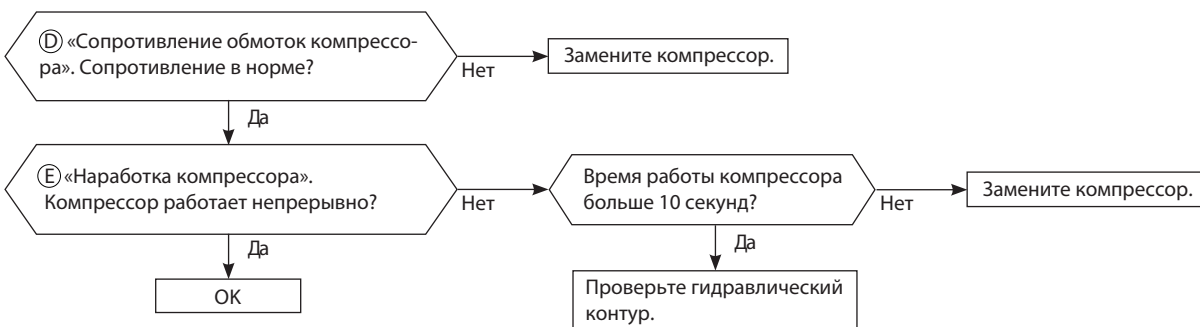 Ⓓ «Сопротивление обмоток компрессо-
ра». Сопротивление в норме?
Нет
Замените компрессор.
Да
Ⓔ «Наработка компрессора».
Компрессор работает непрерывно?
Нет
Время работы компрессора
больше 10 секунд?
Нет
Замените компрессор.
Да
OK
Да
Проверьте гидравлический
контур.